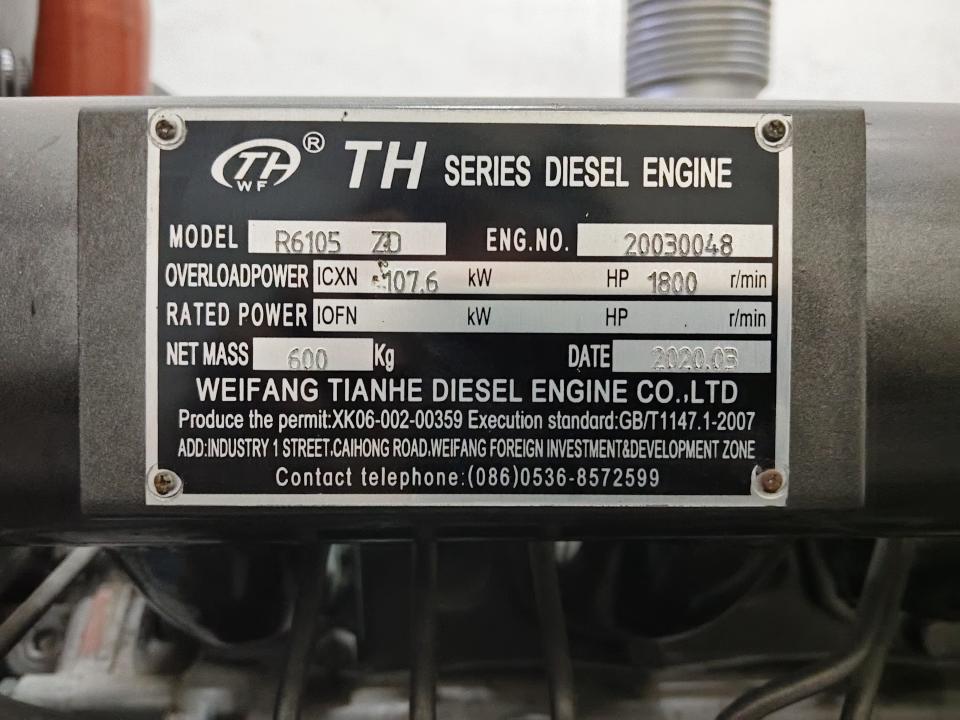 TH WF ® TH SERIES DIESEL ENGINE
MODEL R6105 ZD ENG.NO. 20030048
OVERLOADPOWER ICXN 107.6 kW HP 1800 r/min
RATED POWER IOFN kW HP r/min
NET MASS 600 Kg DATE 2020.03
WEIFANG TIANHE DIESEL ENGINE CO.,LTD
Produce the permit:XK06-002-00359 Execution standard:GB/T1147.1-2007
ADD:INDUSTRY 1 STREET,CAIHONG ROAD,WEIFANG FOREIGN INVESTMENT&DEVELOPMENT ZONE
Contact telephone:(086)0536-8572599